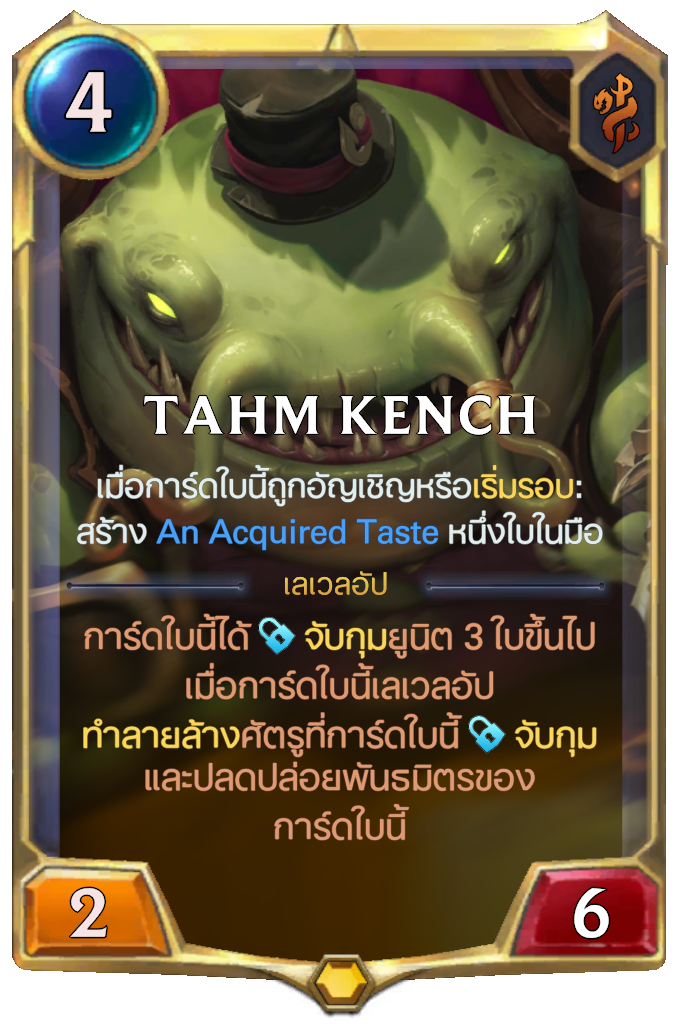 4
TAHM KENCH
เมื่อการ์ดใบนี้ถูกอัญเชิญหรือเริ่มรอบ:
สร้าง An Acquired Taste หนึ่งใบในมือ
เลเวลอัป
การ์ดใบนี้ได้ จับกุมยูนิต 3 ใบขึ้นไป
เมื่อการ์ดใบนี้เลเวลอัป
ทำลายล้างศัตรูที่การ์ดใบนี้ จับกุม
และปลดปล่อยพันธมิตรของ
การ์ดใบนี้
2
6